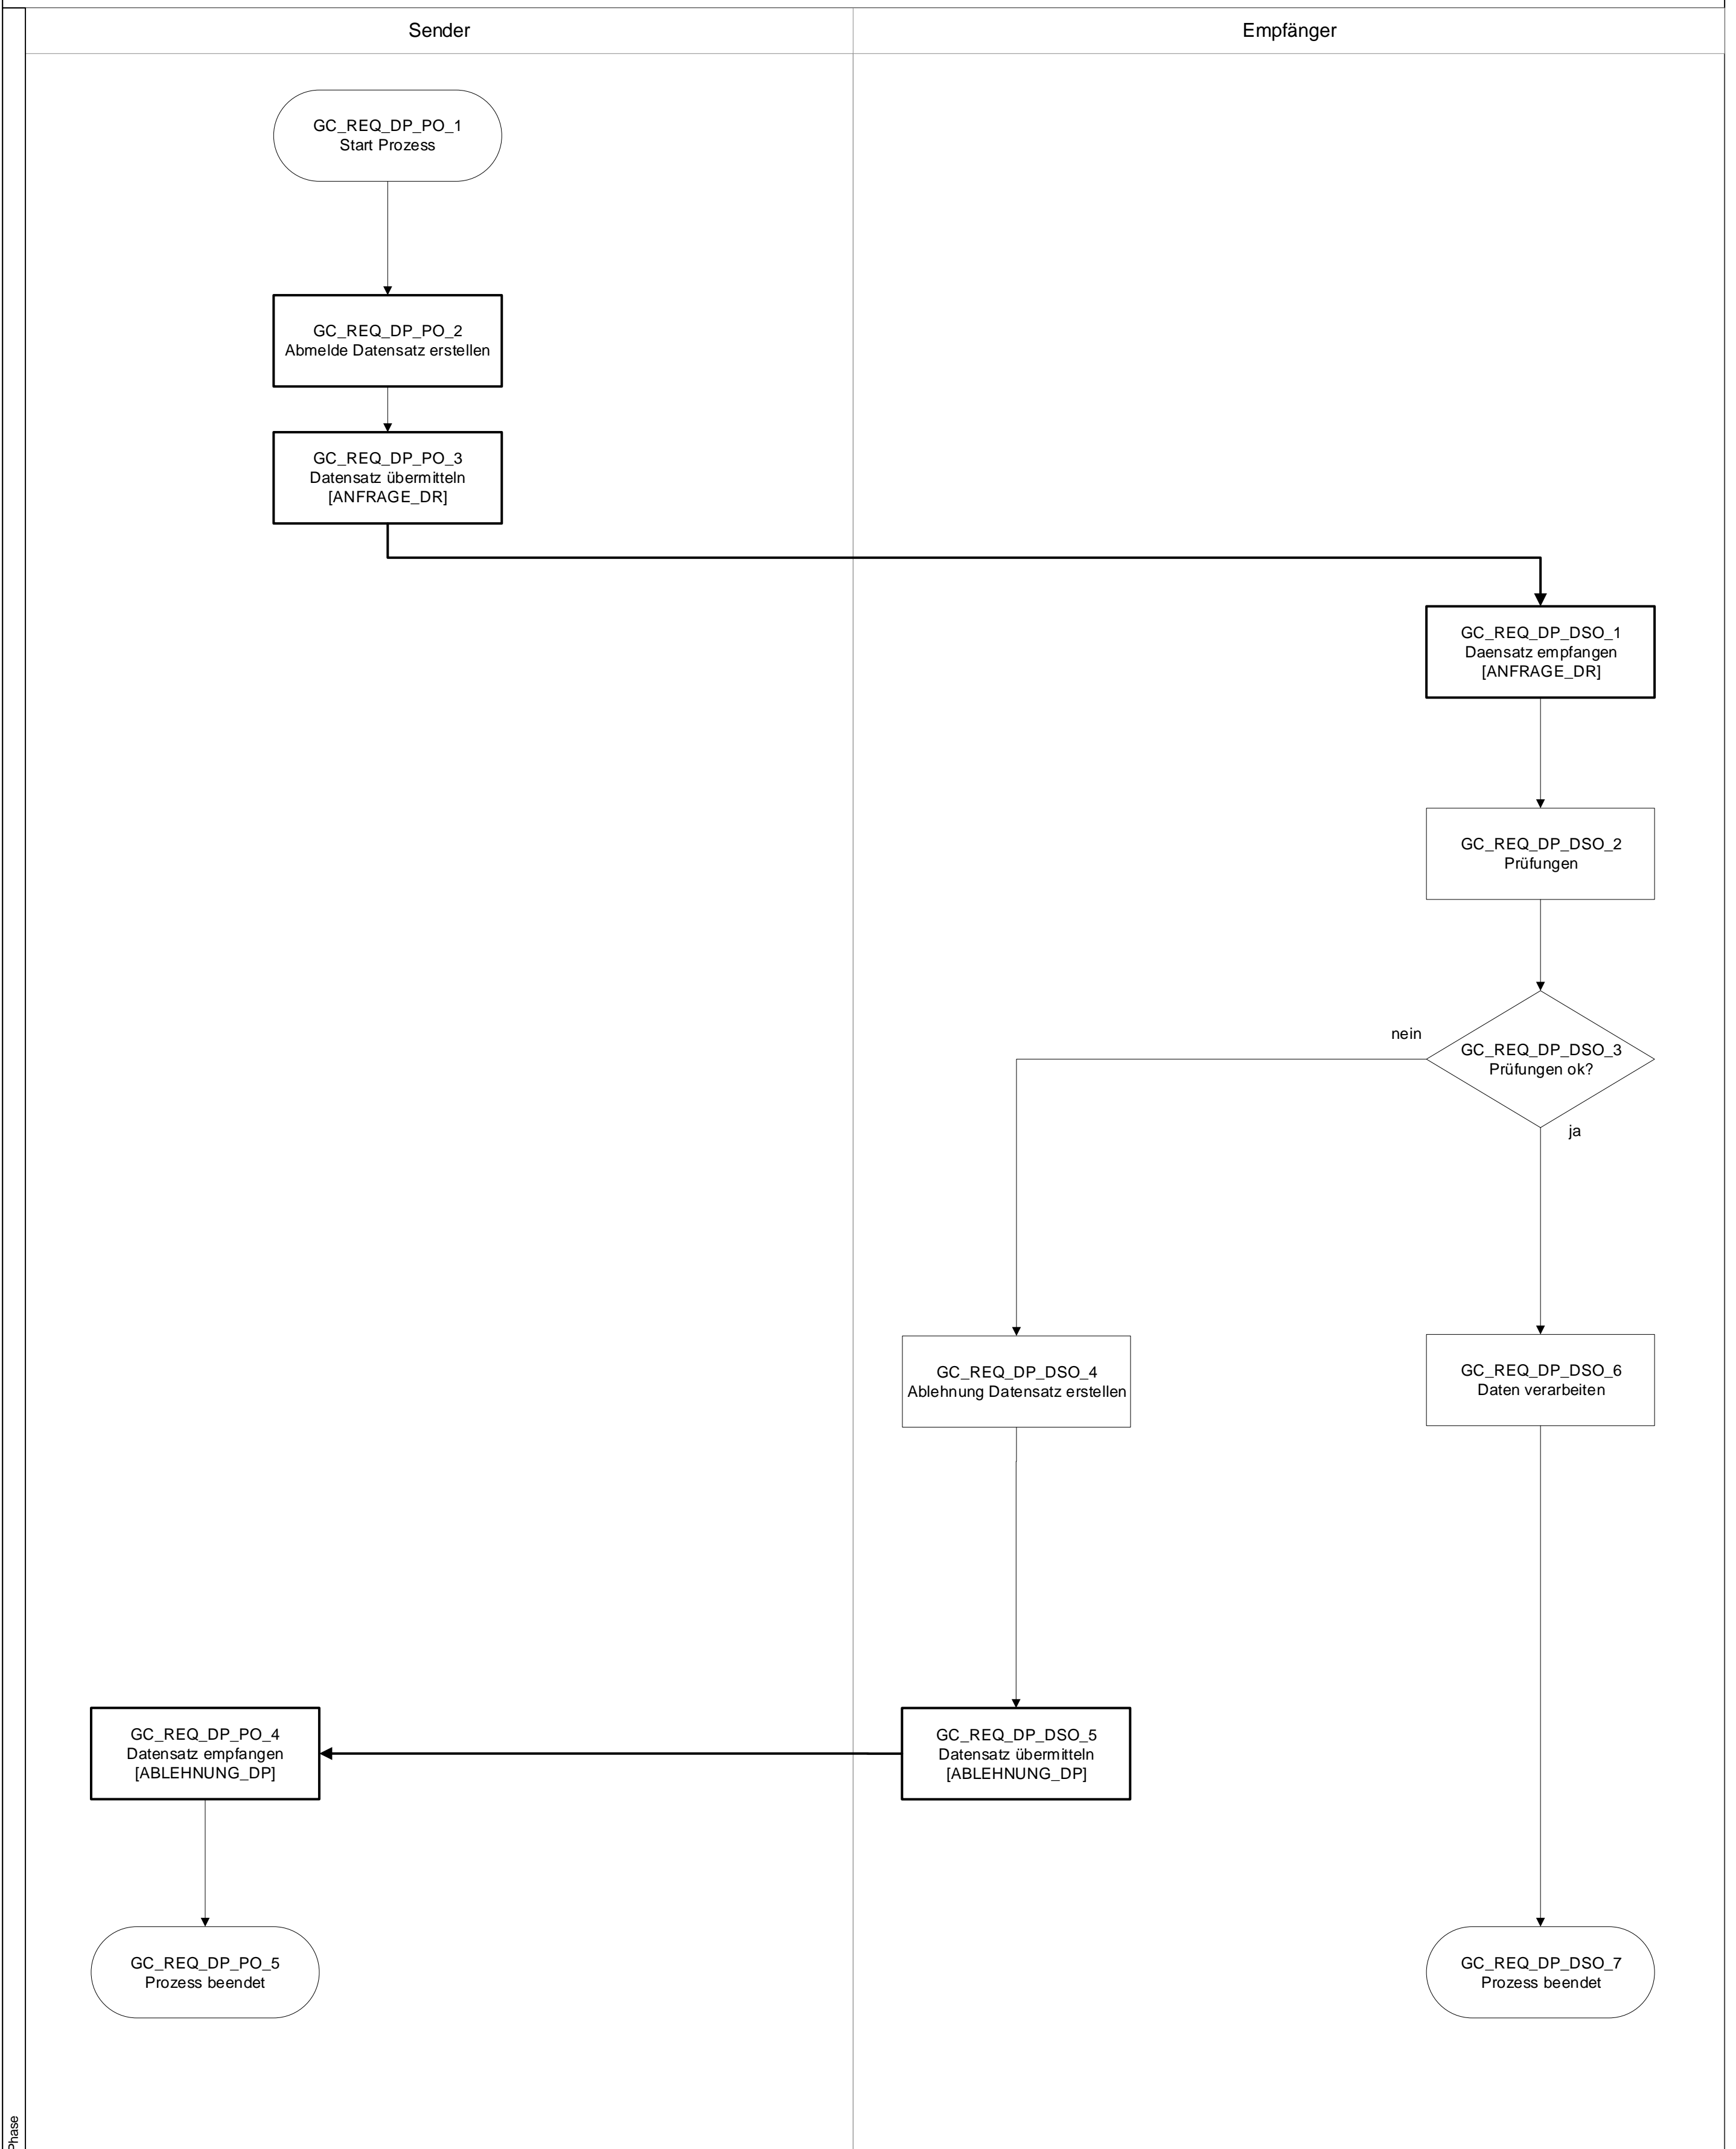 Sender
Empfänger
GC_REQ_DP_PO_1
Start Prozess
GC_REQ_DP_PO_2
Abmelde Datensatz erstellen
GC_REQ_DP_PO_3
Datensatz übermitteln
[ANFRAGE_DR]
GC_REQ_DP_DSO_1
Daensatz empfangen
[ANFRAGE_DR]
GC_REQ_DP_DSO_2
Prüfungen
nein
GC_REQ_DP_DSO_3
Prüfungen ok?
ja
GC_REQ_DP_DSO_4
Ablehnung Datensatz erstellen
GC_REQ_DP_DSO_6
Daten verarbeiten
GC_REQ_DP_PO_4
Datensatz empfangen
[ABLEHNUNG_DP]
GC_REQ_DP_DSO_5
Datensatz übermitteln
[ABLEHNUNG_DP]
GC_REQ_DP_PO_5
Prozess beendet
GC_REQ_DP_DSO_7
Prozess beendet
Phase